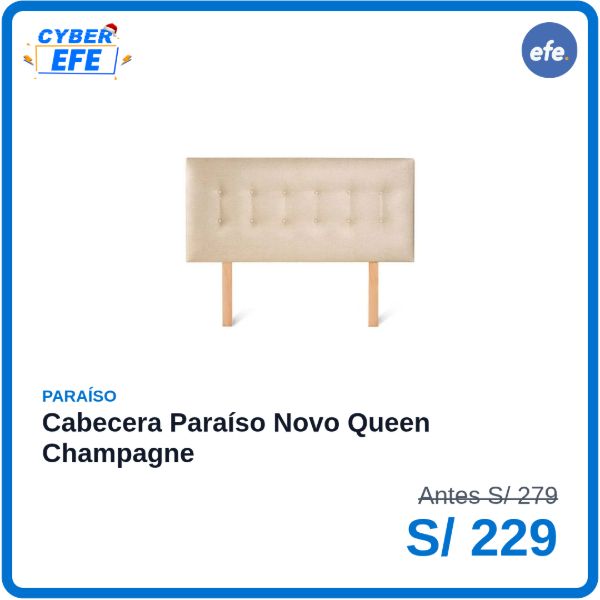 CYBER
EFE
efe.
PARAÍSO
Cabecera Paraíso Novo Queen
Champagne
Antes S/ 279
S/ 229